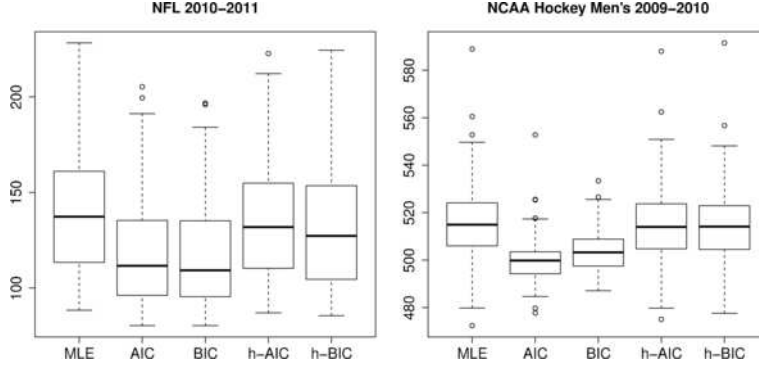 NFL 2010−2011
200
150
100
MLE AIC BIC h−AIC h−BIC
NCAA Hockey Men's 2009−2010
580
560
540
520
500
480
MLE AIC BIC h−AIC h−BIC